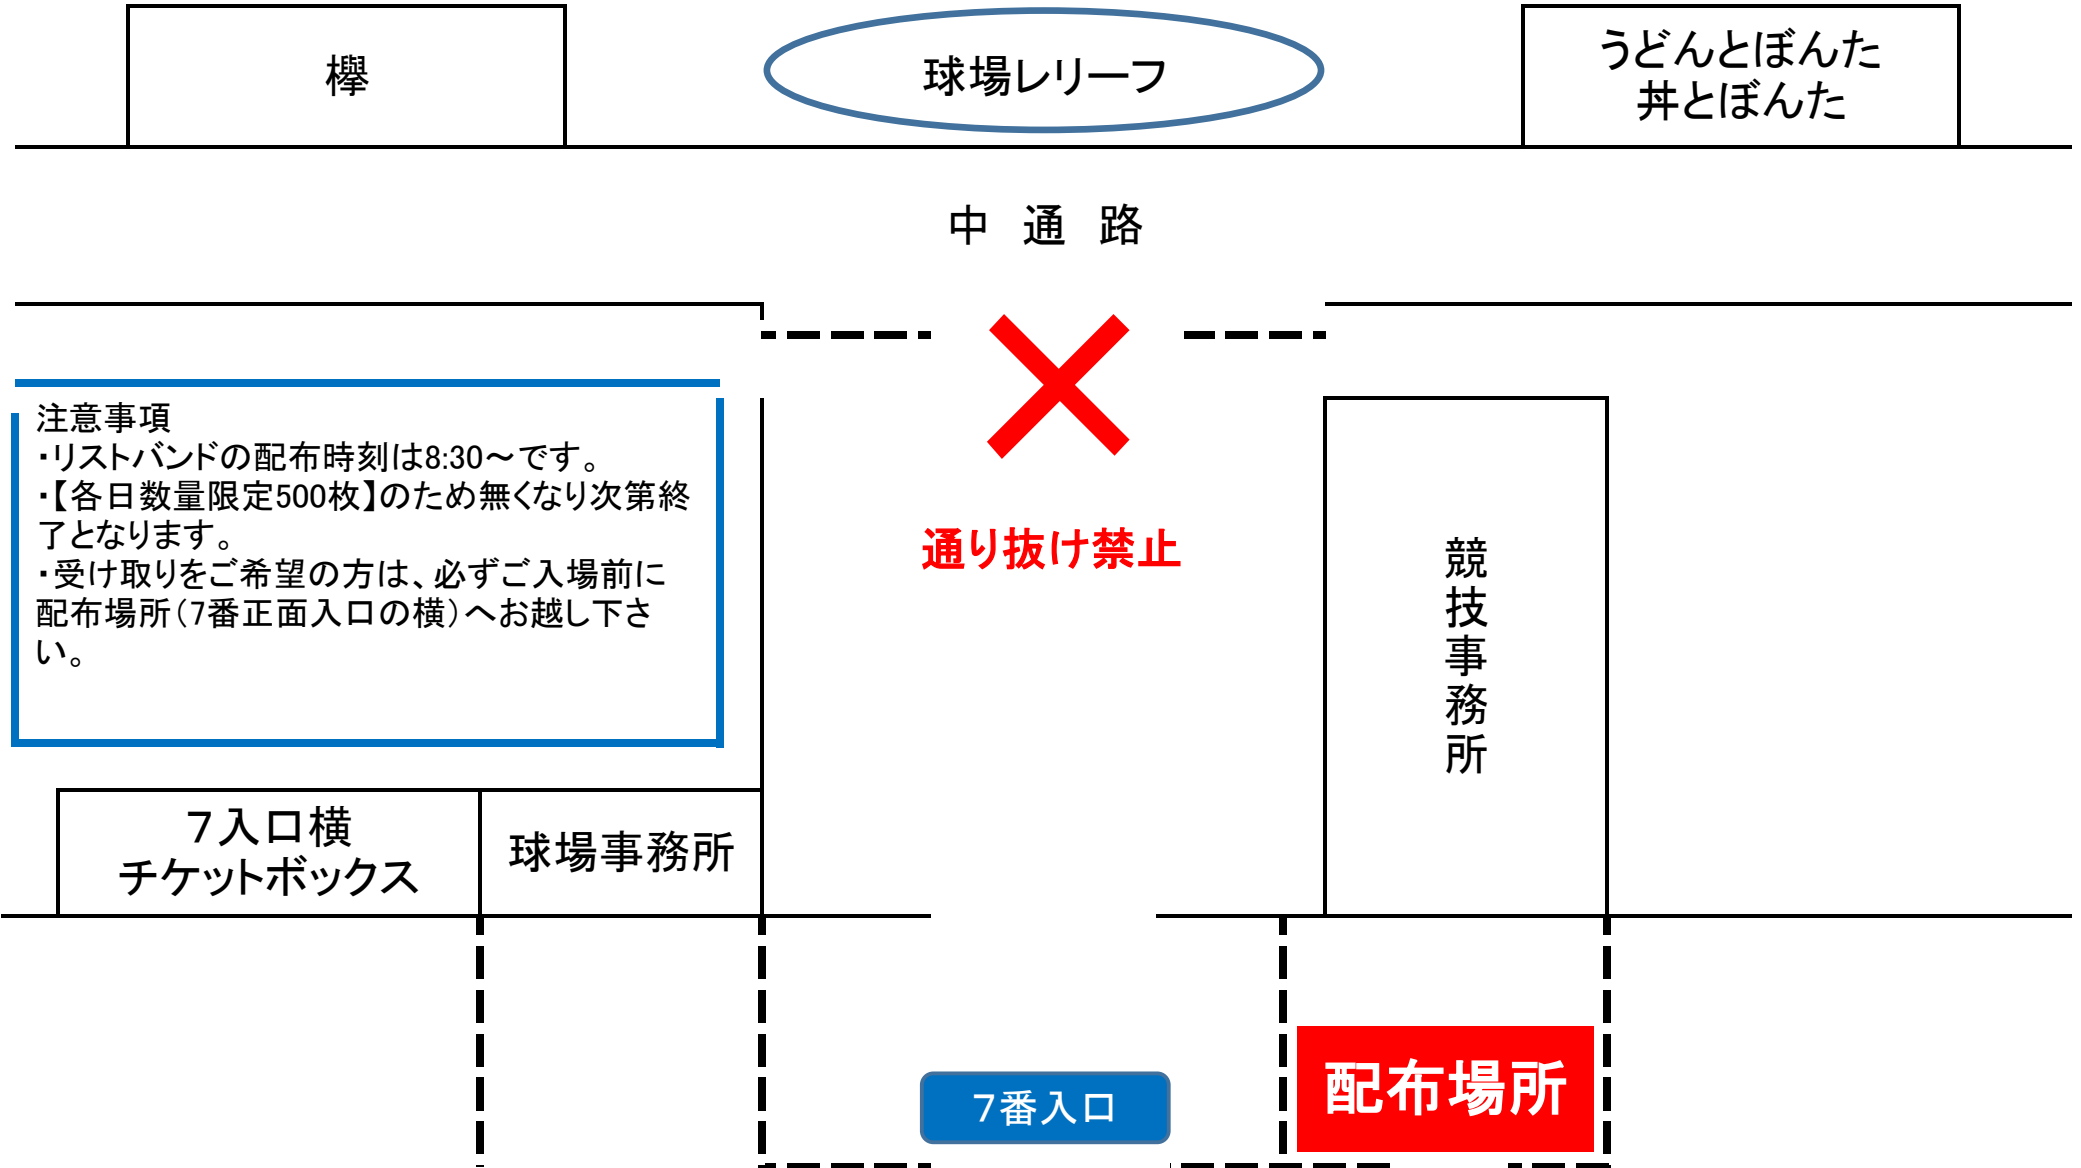 欅
球場レリーフ
うどんとぼんた
丼とぼんた
中　通　路
注意事項
・リストバンドの配布時刻は8:30～です。
・【各日数量限定500枚】のため無くなり次第終
了となります。
・受け取りをご希望の方は、必ずご入場前に
配布場所（7番正面入口の横）へお越し下さ
い。
通り抜け禁止
競技事務所
７入口横
チケットボックス
球場事務所
７番入口
配布場所